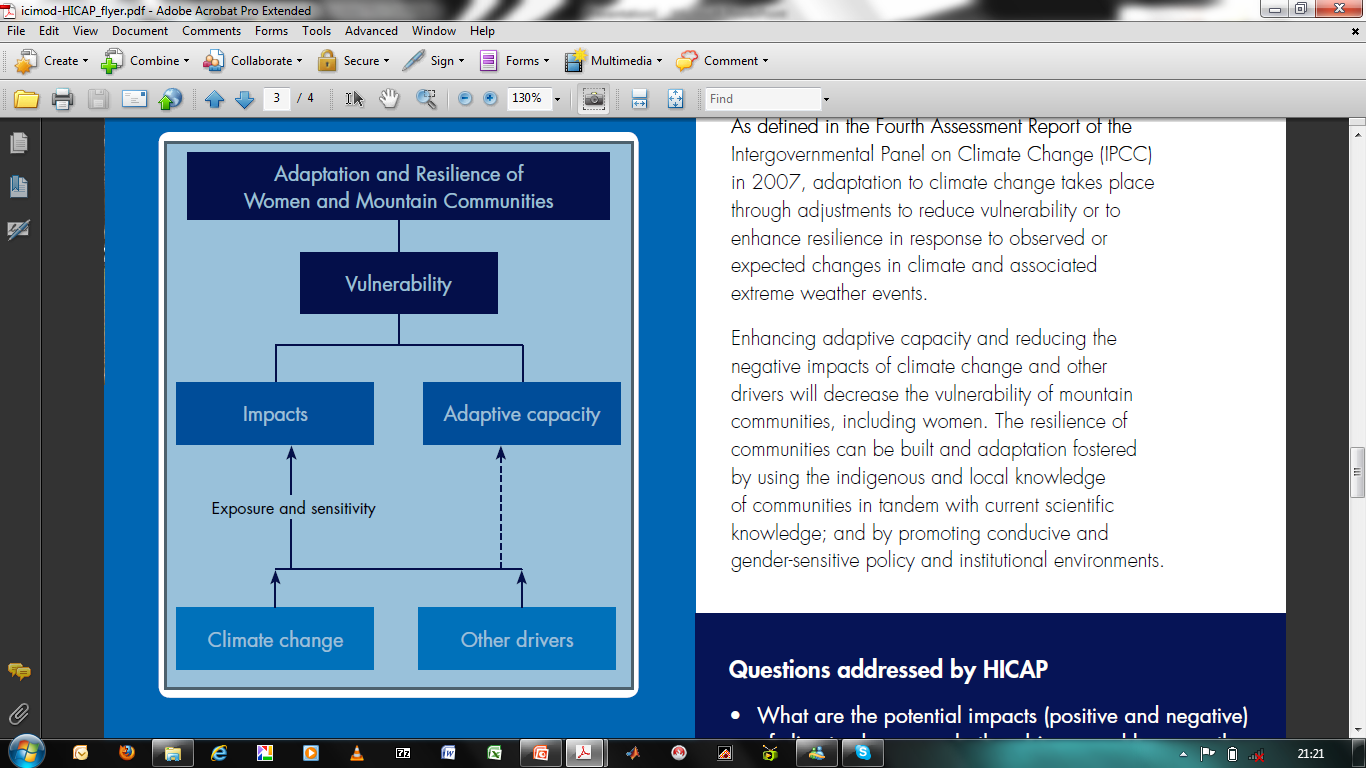 icimod-HICAP_flyer.pdf - Adobe Acrobat Pro Extended
File Edit View Document Comments Forms Tools Advanced Window Help
Create Combine Collaborate Secure Sign Forms Multimedia Comment
3 / 4 130% Find
Adaptation and Resilience of
Women and Mountain Communities
Vulnerability
Impacts
Adaptive capacity
Exposure and sensitivity
Climate change
Other drivers
As defined in the Fourth Assessment Report of the
Intergovernmental Panel on Climate Change (IPCC)
in 2007, adaptation to climate change takes place
through adjustments to reduce vulnerability or to
enhance resilience in response to observed or
expected changes in climate and associated
extreme weather events.
Enhancing adaptive capacity and reducing the
negative impacts of climate change and other
drivers will decrease the vulnerability of mountain
communities, including women. The resilience of
communities can be built and adaptation fostered
by using the indigenous and local knowledge
of communities in tandem with current scientific
knowledge; and by promoting conducive and
gender-sensitive policy and institutional environments.
Questions addressed by HICAP
• What are the potential impacts (positive and negative)
21:21